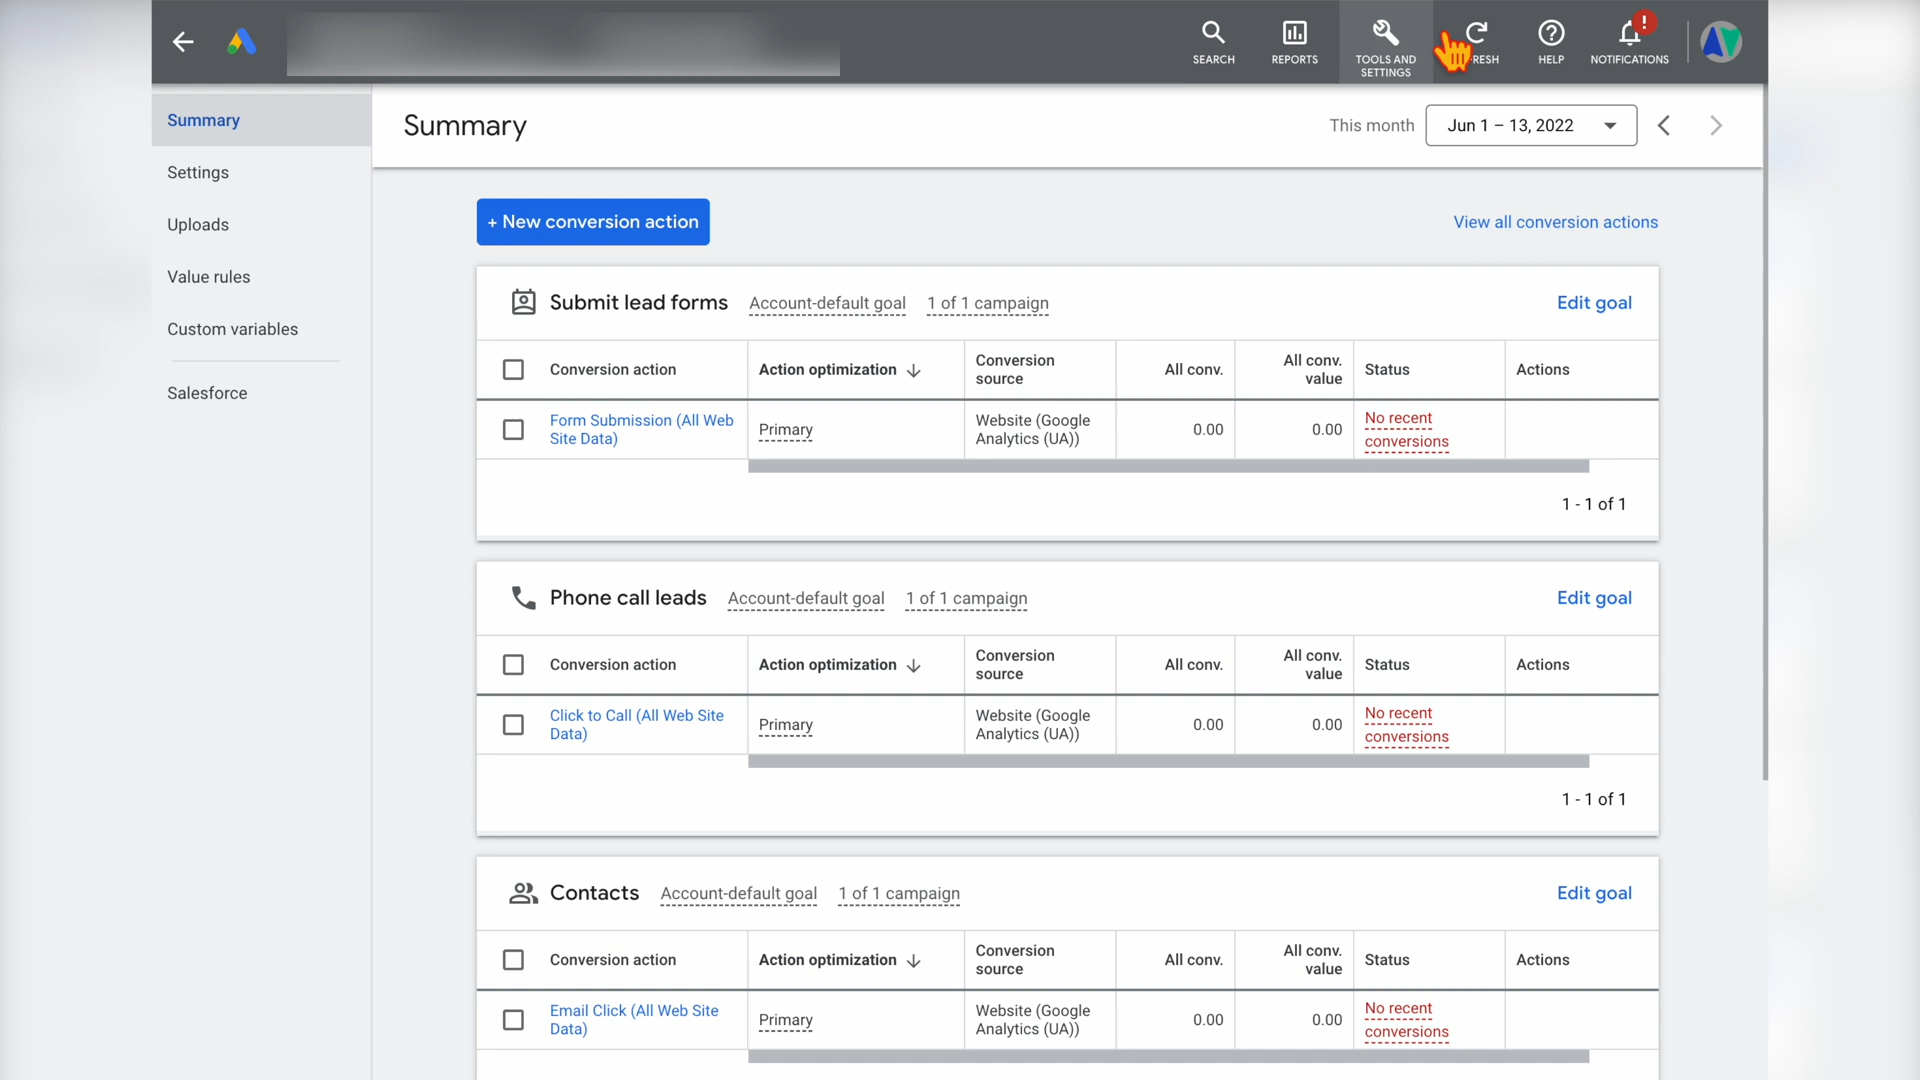 SEARCH
REPORTS
TOOLS AND
SETTINGS
RESH
HELP
!
NOTIFICATIONS
Summary
Settings
Uploads
Value rules
Custom variables
Salesforce
Summary
This month
Jun 1 – 13, 2022
+ New conversion action
View all conversion actions
Submit lead forms
Account-default goal
1 of 1 campaign
Edit goal
Conversion action
Action optimization
Conversion
source
All conv.
All conv.
value
Status
Actions
Form Submission (All Web
Site Data)
Primary
Website (Google
Analytics (UA))
0.00
0.00
No recent
conversions
1 - 1 of 1
Phone call leads
Account-default goal
1 of 1 campaign
Edit goal
Conversion action
Action optimization
Conversion
source
All conv.
All conv.
value
Status
Actions
Click to Call (All Web Site
Data)
Primary
Website (Google
Analytics (UA))
0.00
0.00
No recent
conversions
1 - 1 of 1
Contacts
Account-default goal
1 of 1 campaign
Edit goal
Conversion action
Action optimization
Conversion
source
All conv.
All conv.
value
Status
Actions
Email Click (All Web Site
Data)
Primary
Website (Google
Analytics (UA))
0.00
0.00
No recent
conversions